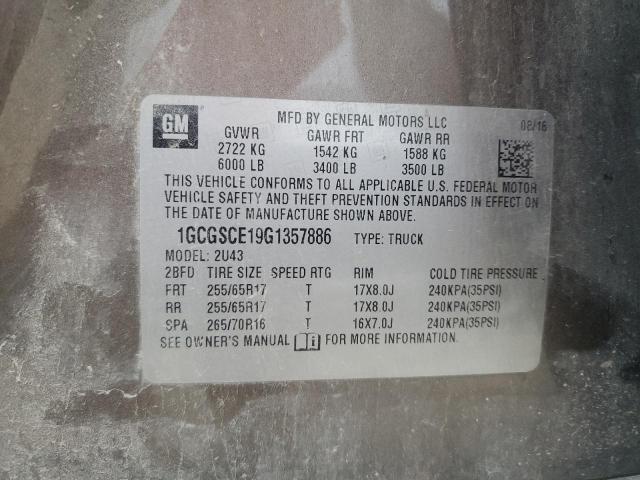 GM MFD BY GENERAL MOTORS LLC 08/16
GVWR GAWR FRT GAWR RR
2722 KG 1542 KG 1588 KG
6000 LB 3400 LB 3500 LB
THIS VEHICLE CONFORMS TO ALL APPLICABLE U.S. FEDERAL MOTOR
VEHICLE SAFETY AND THEFT PREVENTION STANDARDS IN EFFECT ON
THE DATE OF MANUFACTURE SHOWN ABOVE.
1GCGSCE19G1357886 TYPE: TRUCK
MODEL: 2U43
2BFD TIRE SIZE SPEED RTG RIM COLD TIRE PRESSURE
FRT 255/65R17 T 17X8.0J 240KPA(35PSI)
RR 255/65R17 T 17X8.0J 240KPA(35PSI)
SPA 265/70R16 T 16X7.0J 240KPA(35PSI)
SEE OWNER'S MANUAL i FOR MORE INFORMATION.